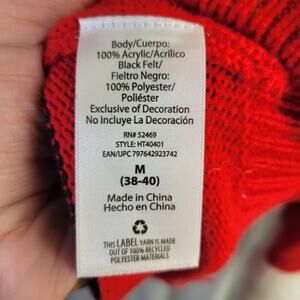 Body/Cuerpo:
100% Acrylic/Acrílico
Black Felt/
Fieltro Negro:
100% Polyester/
Poliéster
Exclusive of Decoration
No Incluye La Decoración
RN# 52469
STYLE: HT40401
EAN/UPC 797642923742
M
(38-40)
Made in China
Hecho en China
THIS LABEL YARN IS MADE
OUT OF 100% RECYCLED
POLYESTER MATERIALS